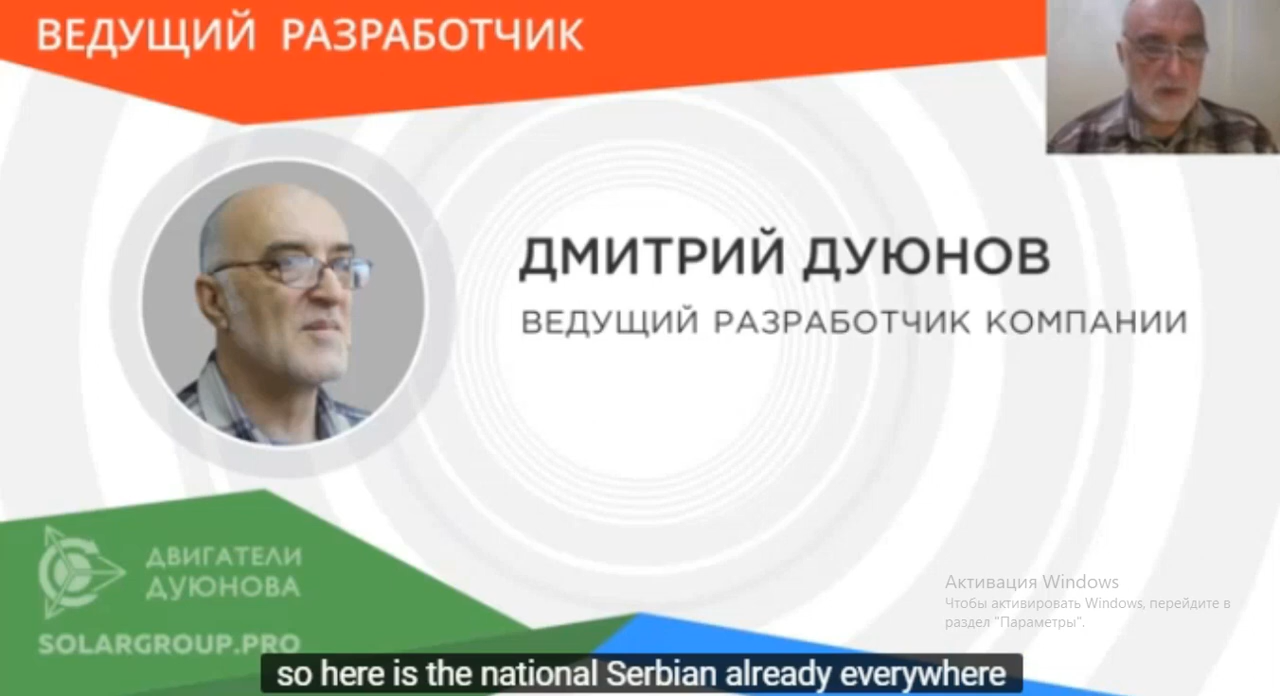 ВЕДУЩИЙ РАЗРАБОТЧИК
ДМИТРИЙ ДУЮНОВ
ВЕДУЩИЙ РАЗРАБОТЧИК КОМПАНИИ
ДВИГАТЕЛИ
ДУЮНОВА
SOLARGROUP.PRO
Активация Windows
Чтобы активировать Windows, перейдите в
раздел "Параметры".
so here is the national Serbian already everywhere